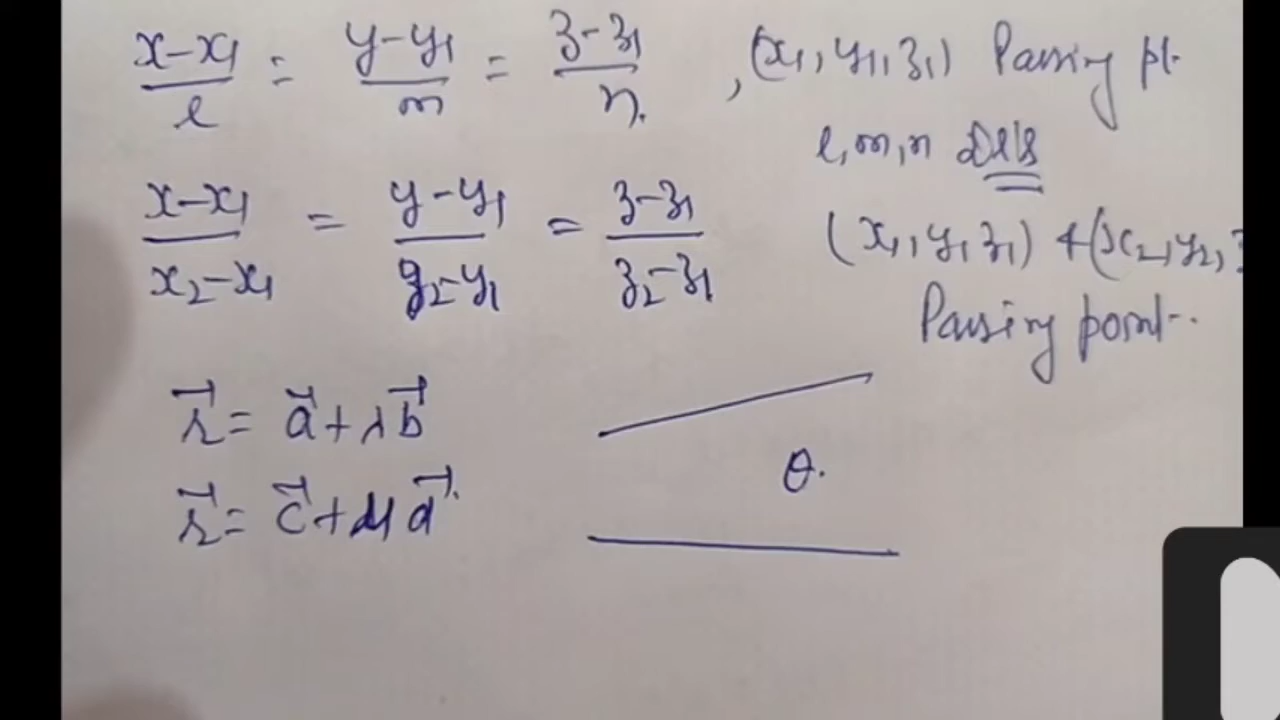 (x-x₁)/l = (y-y₁)/m = (z-z₁)/n. , (x₁, y₁, z₁) Passing pt.
l, m, n DR's
(x-x₁)/(x₂-x₁) = (y-y₁)/(y₂-y₁) = (z-z₁)/(z₂-z₁) (x₁, y₁ z₁) & (x₂, y₂,
Passing point..
r⃗ = a⃗ + λb⃗
θ.
r⃗ = c⃗ + μd⃗.